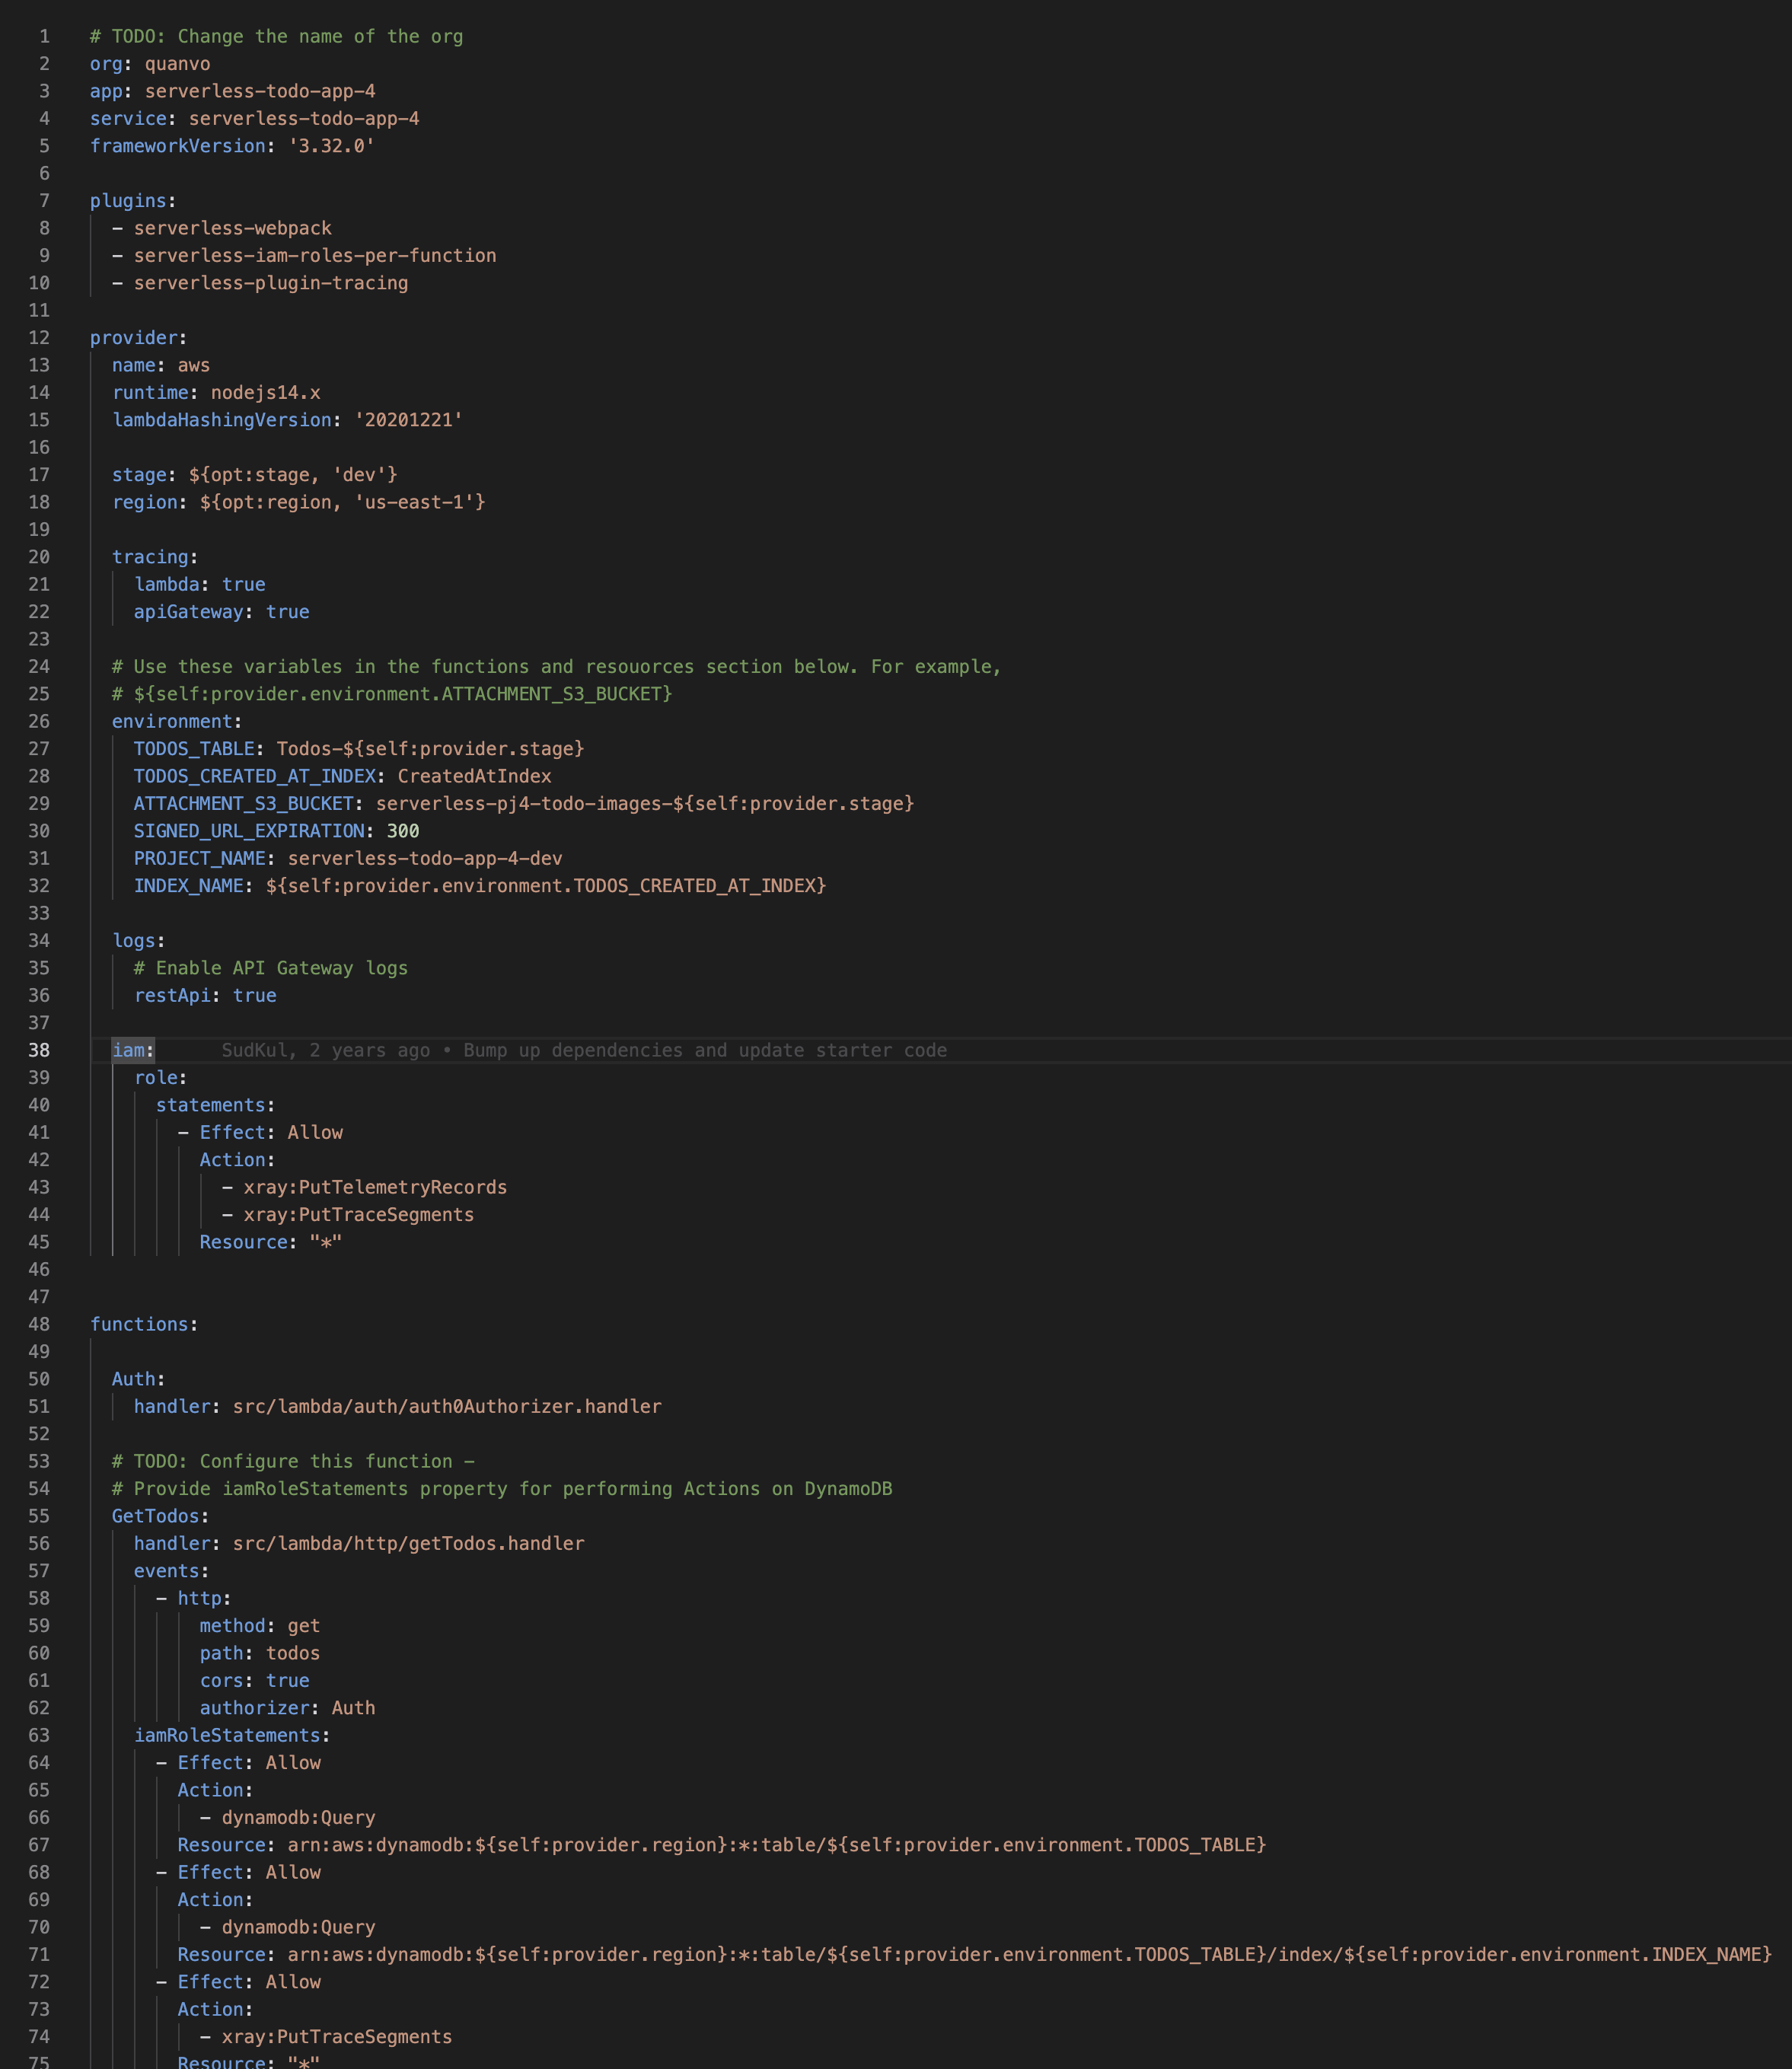 1 # TODO: Change the name of the org
2 org: quanvo
3 app: serverless-todo-app-4
4 service: serverless-todo-app-4
5 frameworkVersion: '3.32.0'
6
7 plugins:
8 - serverless-webpack
9 - serverless-iam-roles-per-function
10 - serverless-plugin-tracing
11
12 provider:
13 name: aws
14 runtime: nodejs14.x
15 lambdaHashingVersion: '20201221'
16
17 stage: ${opt:stage, 'dev'}
18 region: ${opt:region, 'us-east-1'}
19
20 tracing:
21 lambda: true
22 apiGateway: true
23
24 # Use these variables in the functions and resouorces section below. For example,
25 # ${self:provider.environment.ATTACHMENT_S3_BUCKET}
26 environment:
27 TODOS_TABLE: Todos-${self:provider.stage}
28 TODOS_CREATED_AT_INDEX: CreatedAtIndex
29 ATTACHMENT_S3_BUCKET: serverless-pj4-todo-images-${self:provider.stage}
30 SIGNED_URL_EXPIRATION: 300
31 PROJECT_NAME: serverless-todo-app-4-dev
32 INDEX_NAME: ${self:provider.environment.TODOS_CREATED_AT_INDEX}
33
34 logs:
35 # Enable API Gateway logs
36 restApi: true
37
38 iam: SudKul, 2 years ago • Bump up dependencies and update starter code
39 role:
40 statements:
41 - Effect: Allow
42 Action:
43 - xray:PutTelemetryRecords
44 - xray:PutTraceSegments
45 Resource: "*"
46
47
48 functions:
49
50 Auth:
51 handler: src/lambda/auth/auth0Authorizer.handler
52
53 # TODO: Configure this function -
54 # Provide iamRoleStatements property for performing Actions on DynamoDB
55 GetTodos:
56 handler: src/lambda/http/getTodos.handler
57 events:
58 - http:
59 method: get
60 path: todos
61 cors: true
62 authorizer: Auth
63 iamRoleStatements:
64 - Effect: Allow
65 Action:
66 - dynamodb:Query
67 Resource: arn:aws:dynamodb:${self:provider.region}:*:table/${self:provider.environment.TODOS_TABLE}
68 - Effect: Allow
69 Action:
70 - dynamodb:Query
71 Resource: arn:aws:dynamodb:${self:provider.region}:*:table/${self:provider.environment.TODOS_TABLE}/index/${self:provider.environment.INDEX_NAME}
72 - Effect: Allow
73 Action:
74 - xray:PutTraceSegments
75 Resource: "*"